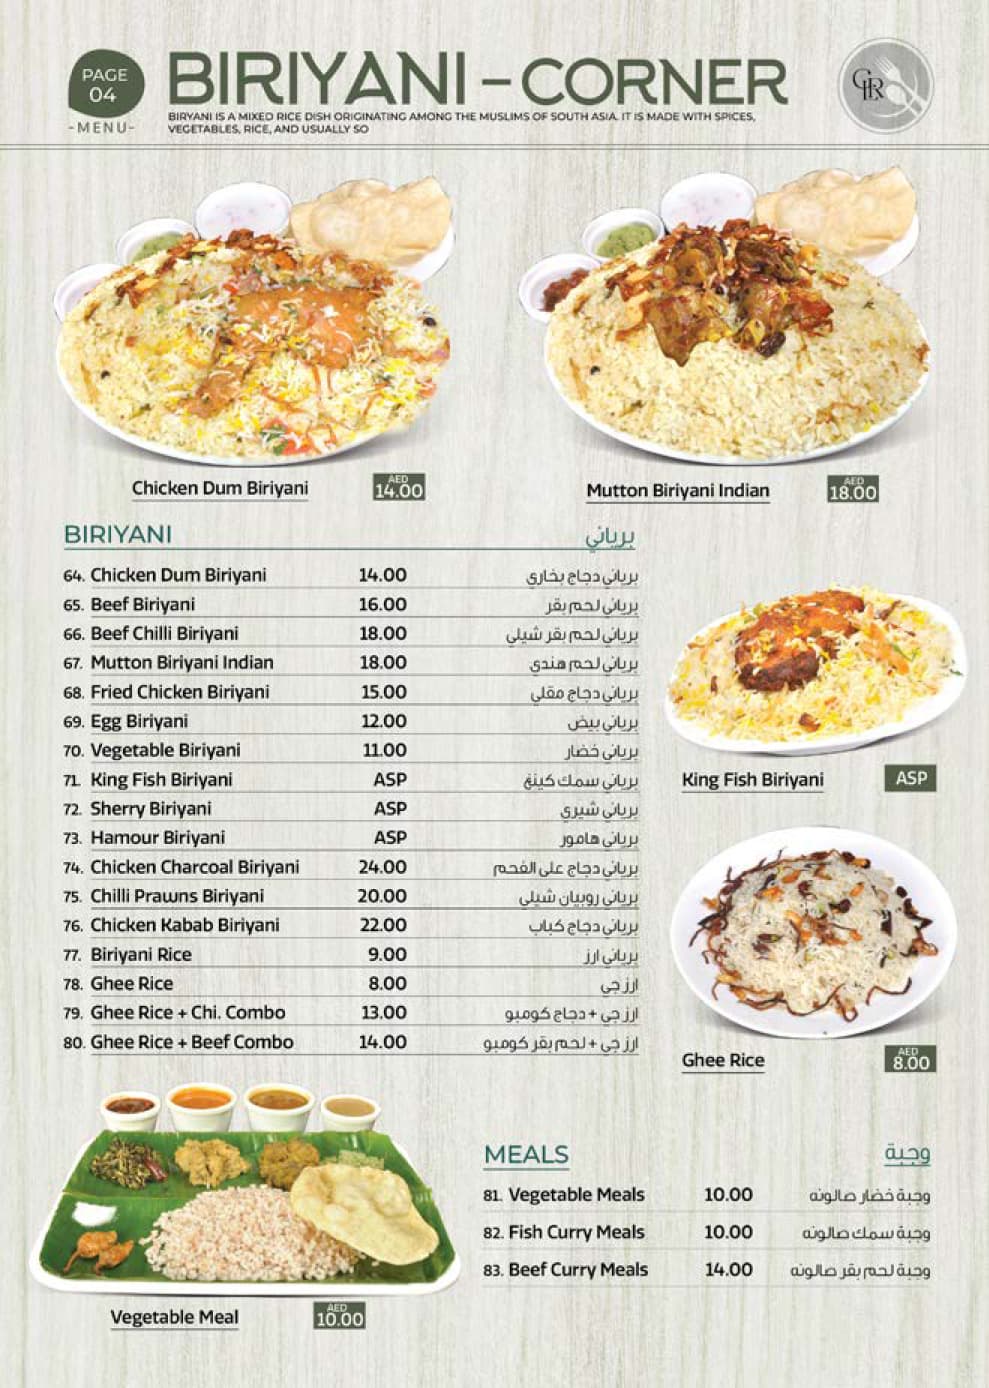 PAGE
04
-MENU-
BIRIYANI - CORNER
BIRYANI IS A MIXED RICE DISH ORIGINATING AMONG THE MUSLIMS OF SOUTH ASIA. IT IS MADE WITH SPICES,
VEGETABLES, RICE, AND USUALLY SO
Chicken Dum Biriyani AED 14.00
Mutton Biriyani Indian AED 18.00
BIRIYANI برياني
64. Chicken Dum Biriyani 14.00 برياني دجاج بخاري
65. Beef Biriyani 16.00 برياني لحم بقر
66. Beef Chilli Biriyani 18.00 برياني لحم بقر شيلي
67. Mutton Biriyani Indian 18.00 برياني لحم هندي
68. Fried Chicken Biriyani 15.00 برياني دجاج مقلي
69. Egg Biriyani 12.00 برياني بيض
70. Vegetable Biriyani 11.00 برياني خضار
71. King Fish Biriyani ASP برياني سمك كينغ
72. Sherry Biriyani ASP برياني شيري
73. Hamour Biriyani ASP برياني هامور
74. Chicken Charcoal Biriyani 24.00 برياني دجاج على الفحم
75. Chilli Prawns Biriyani 20.00 برياني روبيان شيلي
76. Chicken Kabab Biriyani 22.00 برياني دجاج كباب
77. Biriyani Rice 9.00 برياني ارز
78. Ghee Rice 8.00 ارز جي
79. Ghee Rice + Chi. Combo 13.00 ارز جي + دجاج كومبو
80. Ghee Rice + Beef Combo 14.00 ارز جي + لحم بقر كومبو
King Fish Biriyani ASP
Ghee Rice AED 8.00
MEALS وجبة
81. Vegetable Meals 10.00 وجبة خضار صالونه
82. Fish Curry Meals 10.00 وجبة سمك صالونه
83. Beef Curry Meals 14.00 وجبة لحم بقر صالونه
Vegetable Meal AED 10.00